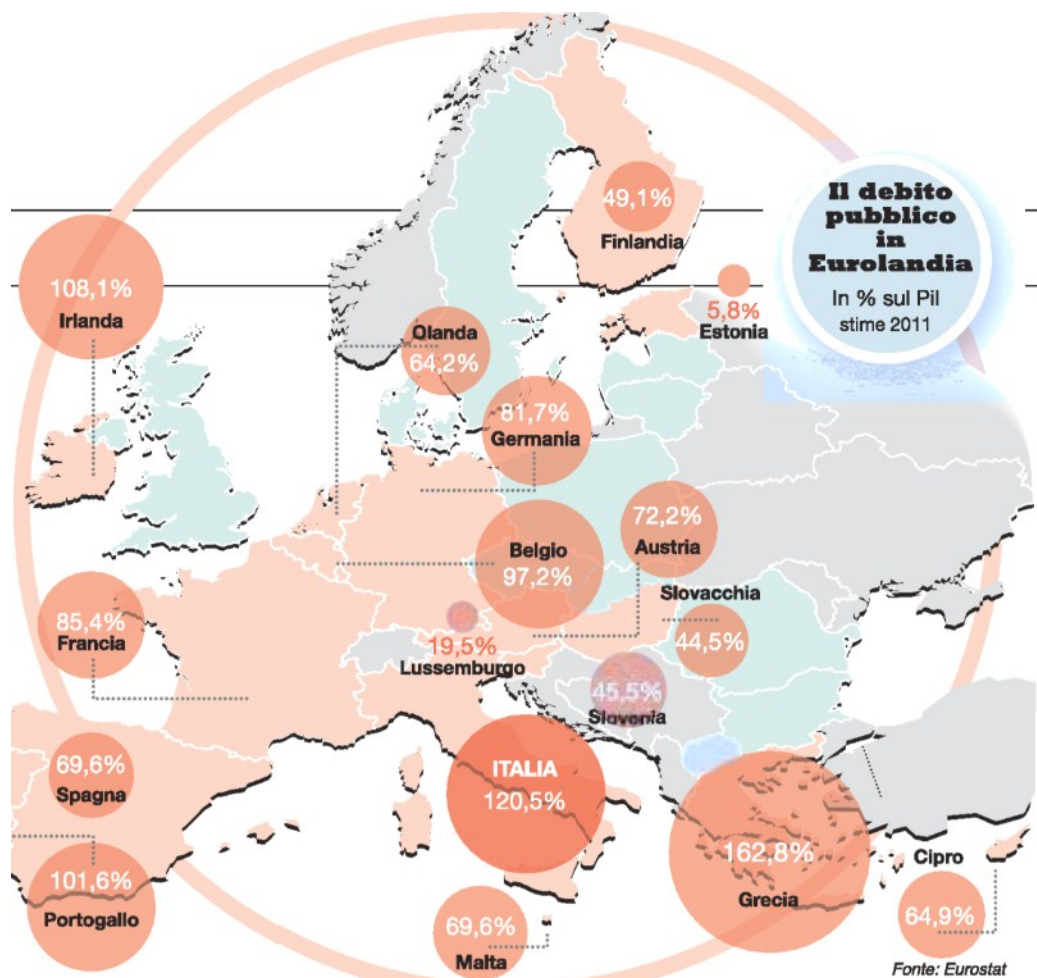 Il debito
pubblico
in
Eurolandia
In % sul Pil
stime 2011
49,1%
Finlandia
108,1%
Irlanda
5,8%
Estonia
Olanda
64,2%
81,7%
Germania
72,2%
Austria
Belgio
97,2%
Slovacchia
44,5%
85,4%
Francia
19,5%
Lussemburgo
45,5%
Slovenia
69,6%
Spagna
ITALIA
120,5%
162,8%
Grecia
Cipro
64,9%
101,6%
Portogallo
69,6%
Malta
Fonte: Eurostat